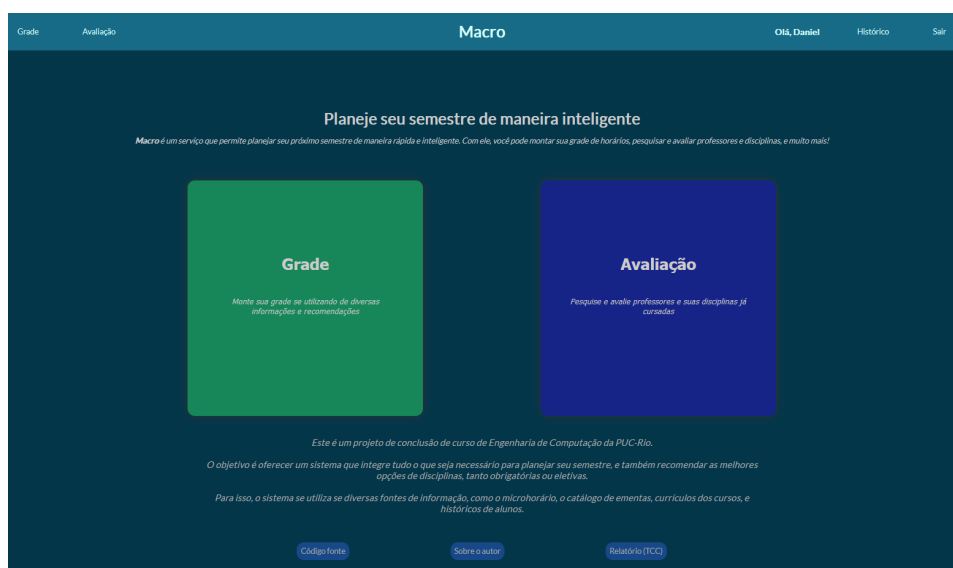 Grade Avaliação Macro Olá, Daniel Histórico Sair
Planeje seu semestre de maneira inteligente
Macro é um serviço que permite planejar seu próximo semestre de maneira rápida e inteligente. Com ele, você pode montar sua grade de horários, pesquisar e avaliar professores e disciplinas, e muito mais!
Grade
Monte sua grade se utilizando de diversas
informações e recomendações
Avaliação
Pesquise e avalie professores e suas disciplinas já
cursadas
Este é um projeto de conclusão de curso de Engenharia de Computação da PUC-Rio.
O objetivo é oferecer um sistema que integre tudo o que seja necessário para planejar seu semestre, e também recomendar as melhores
opções de disciplinas, tanto obrigatórias ou eletivas.
Para isso, o sistema se utiliza se diversas fontes de informação, como o microhorário, o catálogo de ementas, currículos dos cursos, e
históricos de alunos.
Código fonte Sobre o autor Relatório (TCC)